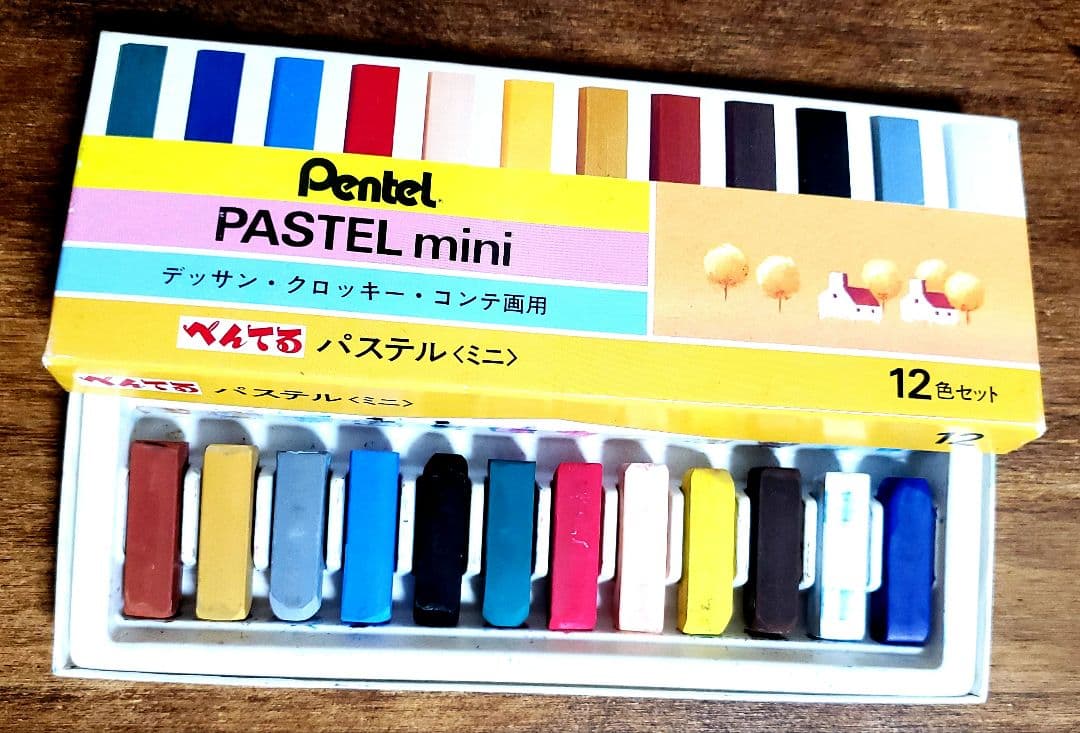 Pentel
PASTEL mini
デッサン・クロッキー・コンテ画用
ぺんてる パステル<ミニ>
12色セット
ぺんてる パステル<ミニ>
12